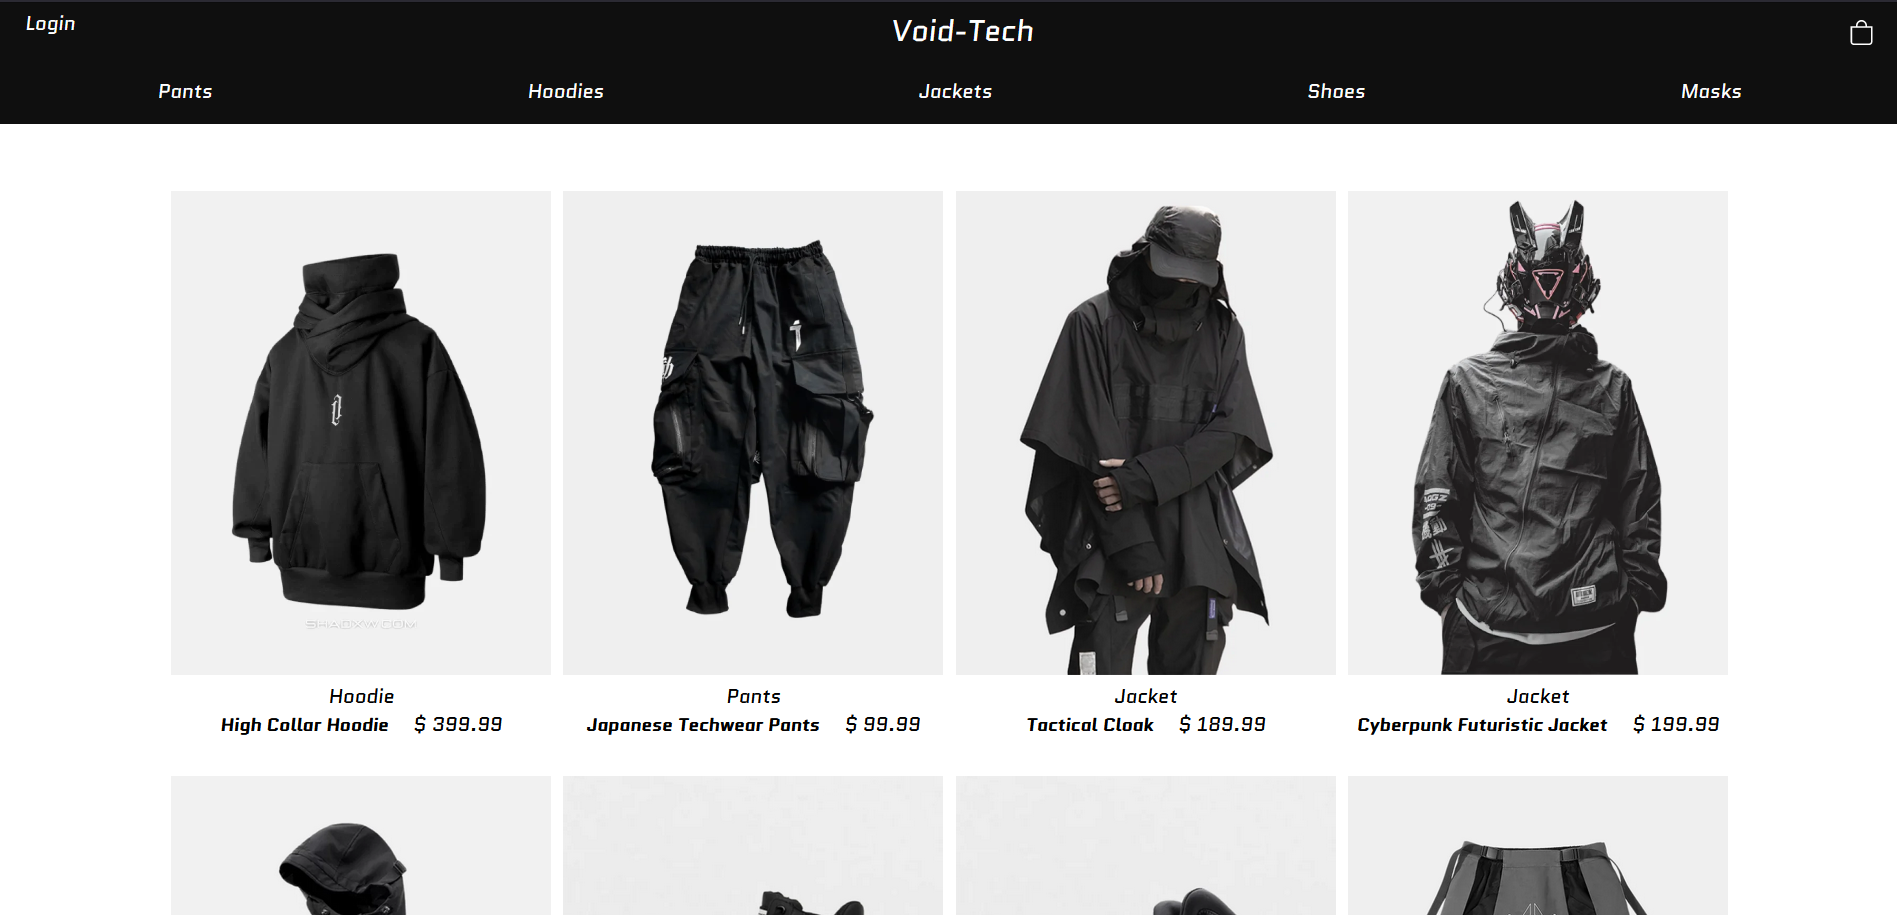 Login
Void-Tech
Pants
Hoodies
Jackets
Shoes
Masks
SHAOXW.COM
Hoodie
High Collar Hoodie $ 399.99
Pants
Japanese Techwear Pants $ 99.99
Jacket
Tactical Cloak $ 189.99
Jacket
Cyberpunk Futuristic Jacket $ 199.99